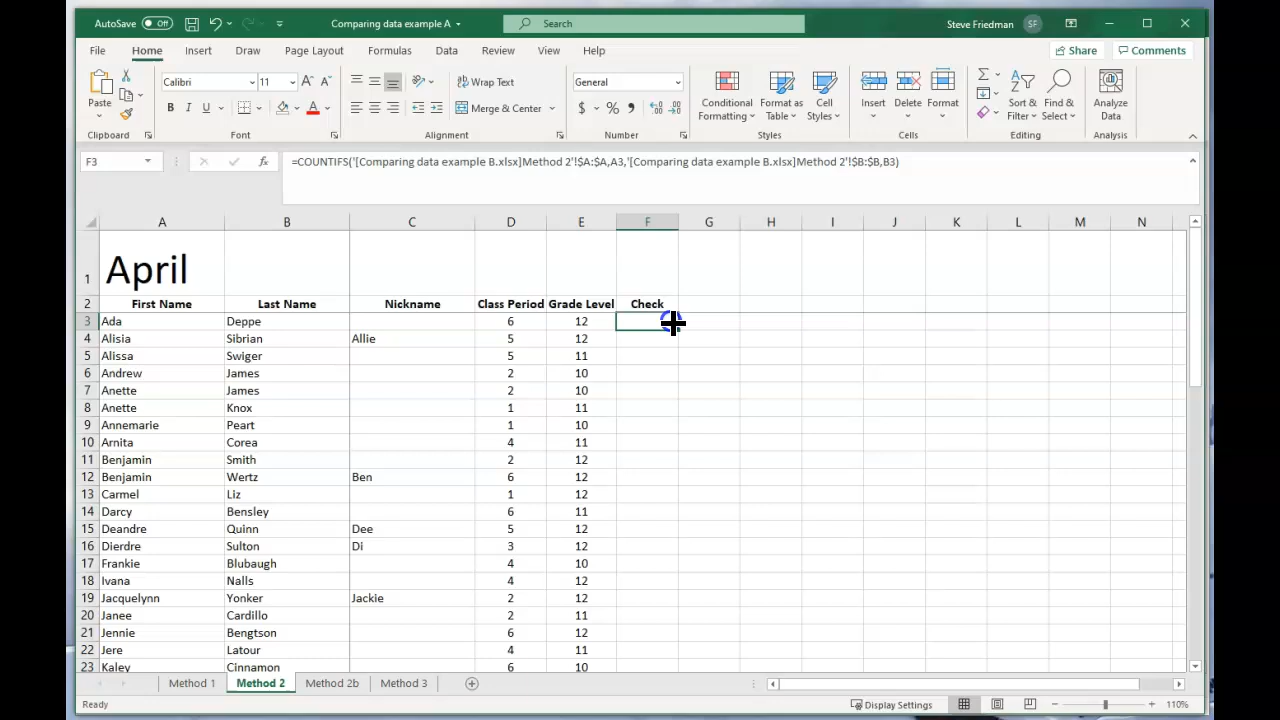 AutoSave Off Comparing data example A Search Steve Friedman SF
File Home Insert Draw Page Layout Formulas Data Review View Help Share Comments
Paste Calibri 11 A A Wrap Text General Conditional Formatting Format as Table Cell Styles Insert Delete Format Sort & Filter Find & Select Analyze Data
B I U A Merge & Center $ % 9
Clipboard Font Alignment Number Styles Cells Editing Analysis
F3 fx =COUNTIFS('[Comparing data example B.xlsx]Method 2'!$A:$A,A3,'[Comparing data example B.xlsx]Method 2'!$B:$B,B3)
A B C D E F G H I J K L M N
1 April
2 First Name Last Name Nickname Class Period Grade Level Check
3 Ada Deppe 6 12
4 Alisia Sibrian Allie 5 12
5 Alissa Swiger 5 11
6 Andrew James 2 10
7 Anette James 2 10
8 Anette Knox 1 11
9 Annemarie Peart 1 10
10 Arnita Corea 4 11
11 Benjamin Smith 2 12
12 Benjamin Wertz Ben 6 12
13 Carmel Liz 1 12
14 Darcy Bensley 6 11
15 Deandre Quinn Dee 5 12
16 Dierdre Sulton Di 3 12
17 Frankie Blubaugh 4 10
18 Ivana Nalls 4 12
19 Jacquelynn Yonker Jackie 2 12
20 Janee Cardillo 2 11
21 Jennie Bengtson 6 12
22 Jere Latour 4 11
23 Kaley Cinnamon 6 10
Method 1 Method 2 Method 2b Method 3
Ready Display Settings 110%